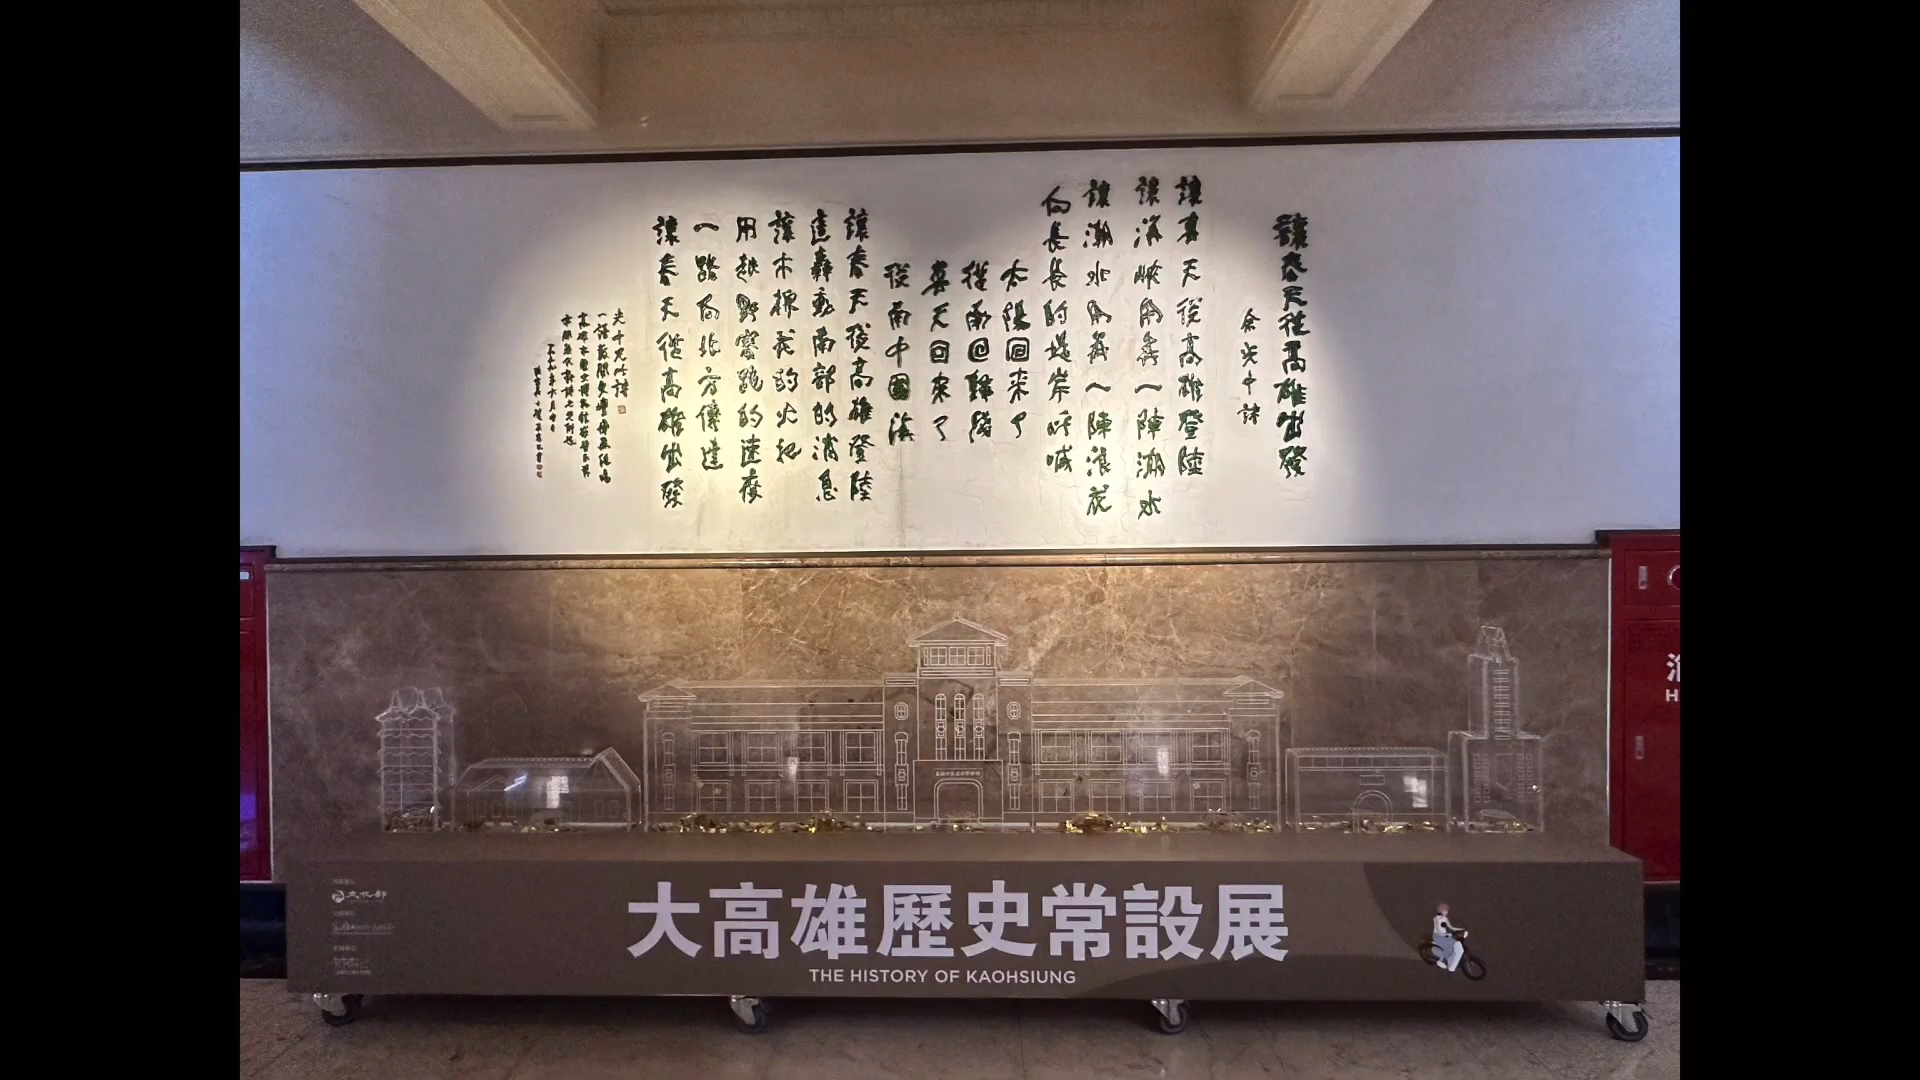 讓春天從高雄出發
余光中詩
讓春天從高雄登陸
讓海峽用每一陣潮水
讓潮水用每一陣浪花
向長長的堤岸呼喊
太陽回來了
從南回歸線
春天回來了
從南中國海
讓春天從高雄登陸
這轟動南部的消息
讓木棉花的火把
用越野賽跑的速度
一路向北方傳達
讓春天從高雄出發
文化部
大高雄歷史常設展
THE HISTORY OF KAOHSIUNG